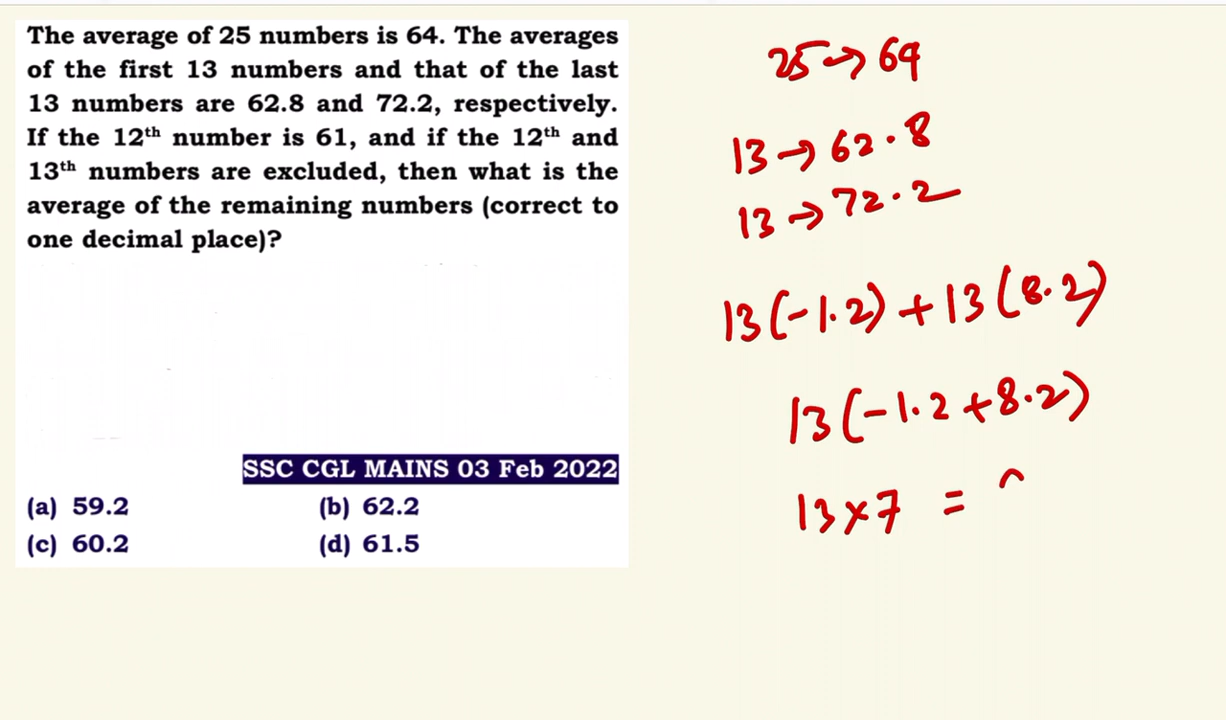 The average of 25 numbers is 64. The averages
of the first 13 numbers and that of the last
13 numbers are 62.8 and 72.2, respectively.
If the 12th number is 61, and if the 12th and
13th numbers are excluded, then what is the
average of the remaining numbers (correct to
one decimal place)?
SSC CGL MAINS 03 Feb 2022
(a) 59.2 (b) 62.2
(c) 60.2 (d) 61.5
25 → 64
13 → 62.8
13 → 72.2
13(-1.2) + 13(8.2)
13(-1.2+8.2)
13×7 =